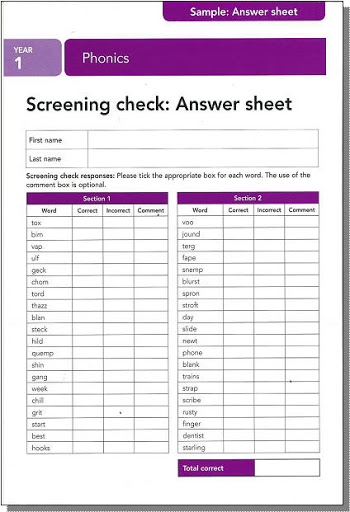 Sample: Answer sheet
YEAR
1
Phonics
Screening check: Answer sheet
First name
Last name
Screening check responses: Please tick the appropriate box for each word. The use of the
comment box is optional.
Section 1
Word Correct Incorrect Comment
tox
bim
vap
ulf
geck
chom
tord
thazz
blan
steck
hild
quemp
shin
gang
week
chill
grit
start
best
hooks
Section 2
Word Correct Incorrect Comment
voo
jound
terg
fape
snemp
blurst
spron
stroft
day
slide
newt
phone
blank
trains
strap
scribe
rusty
finger
dentist
starling
Total correct